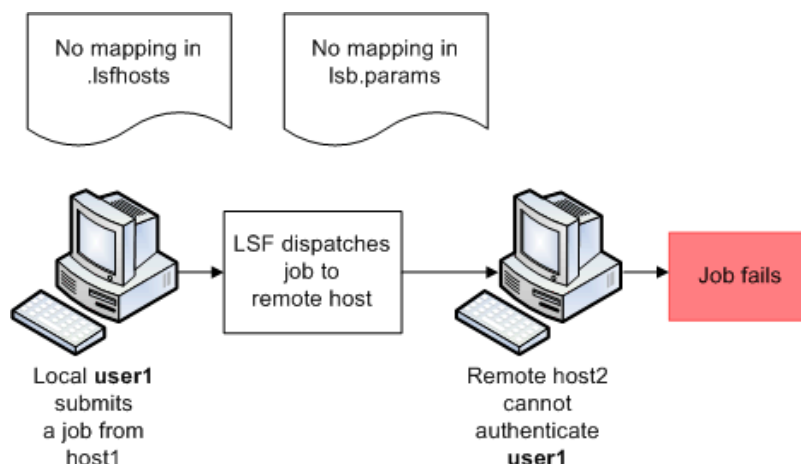 No mapping in
.lsfhosts
No mapping in
lsb.params
LSF dispatches
job to
remote host
Job fails
Local user1
submits
a job from
host1
Remote host2
cannot
authenticate
user1